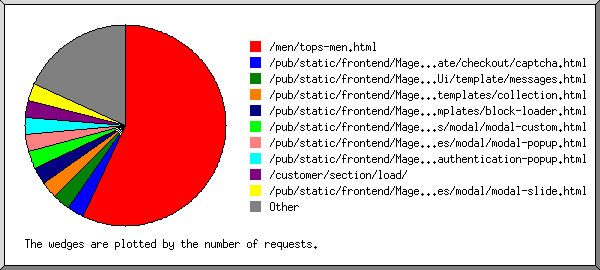 /men/tops-men.html
/pub/static/frontend/Mage...ate/checkout/captcha.html
/pub/static/frontend/Mage...Ui/template/messages.html
/pub/static/frontend/Mage...templates/collection.html
/pub/static/frontend/Mage...mplates/block-loader.html
/pub/static/frontend/Mage...s/modal/modal-custom.html
/pub/static/frontend/Mage...es/modal/modal-popup.html
/pub/static/frontend/Mage...authentication-popup.html
/customer/section/load/
/pub/static/frontend/Mage...es/modal/modal-slide.html
Other
The wedges are plotted by the number of requests.